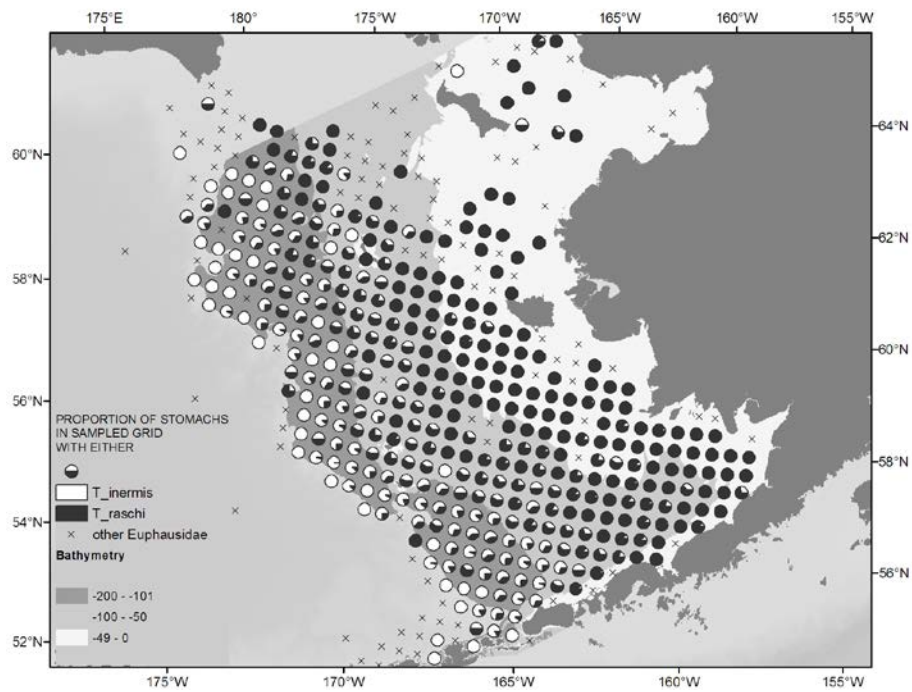 175°E 180° 175°W 170°W 165°W 160°W 155°W
60°N
64°N
58°N
62°N
56°N
60°N
54°N
58°N
52°N
56°N
PROPORTION OF STOMACHS
IN SAMPLED GRID
WITH EITHER
T_inermis
T_raschi
other Euphausidae
Bathymetry
-200 - -101
-100 - -50
-49 - 0
175°W 170°W 165°W 160°W 155°W